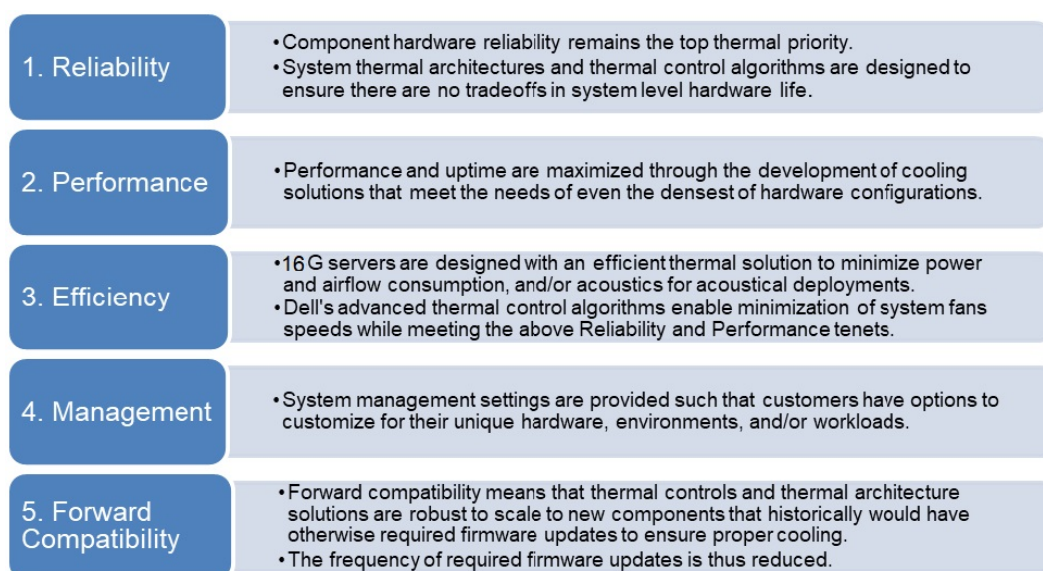 1. Reliability
•Component hardware reliability remains the top thermal priority.
•System thermal architectures and thermal control algorithms are designed to
ensure there are no tradeoffs in system level hardware life.
2. Performance
•Performance and uptime are maximized through the development of cooling
solutions that meet the needs of even the densest of hardware configurations.
3. Efficiency
•16G servers are designed with an efficient thermal solution to minimize power
and airflow consumption, and/or acoustics for acoustical deployments.
•Dell's advanced thermal control algorithms enable minimization of system fans
speeds while meeting the above Reliability and Performance tenets.
4. Management
•System management settings are provided such that customers have options to
customize for their unique hardware, environments, and/or workloads.
5. Forward
Compatibility
•Forward compatibility means that thermal controls and thermal architecture
solutions are robust to scale to new components that historically would have
otherwise required firmware updates to ensure proper cooling.
•The frequency of required firmware updates is thus reduced.